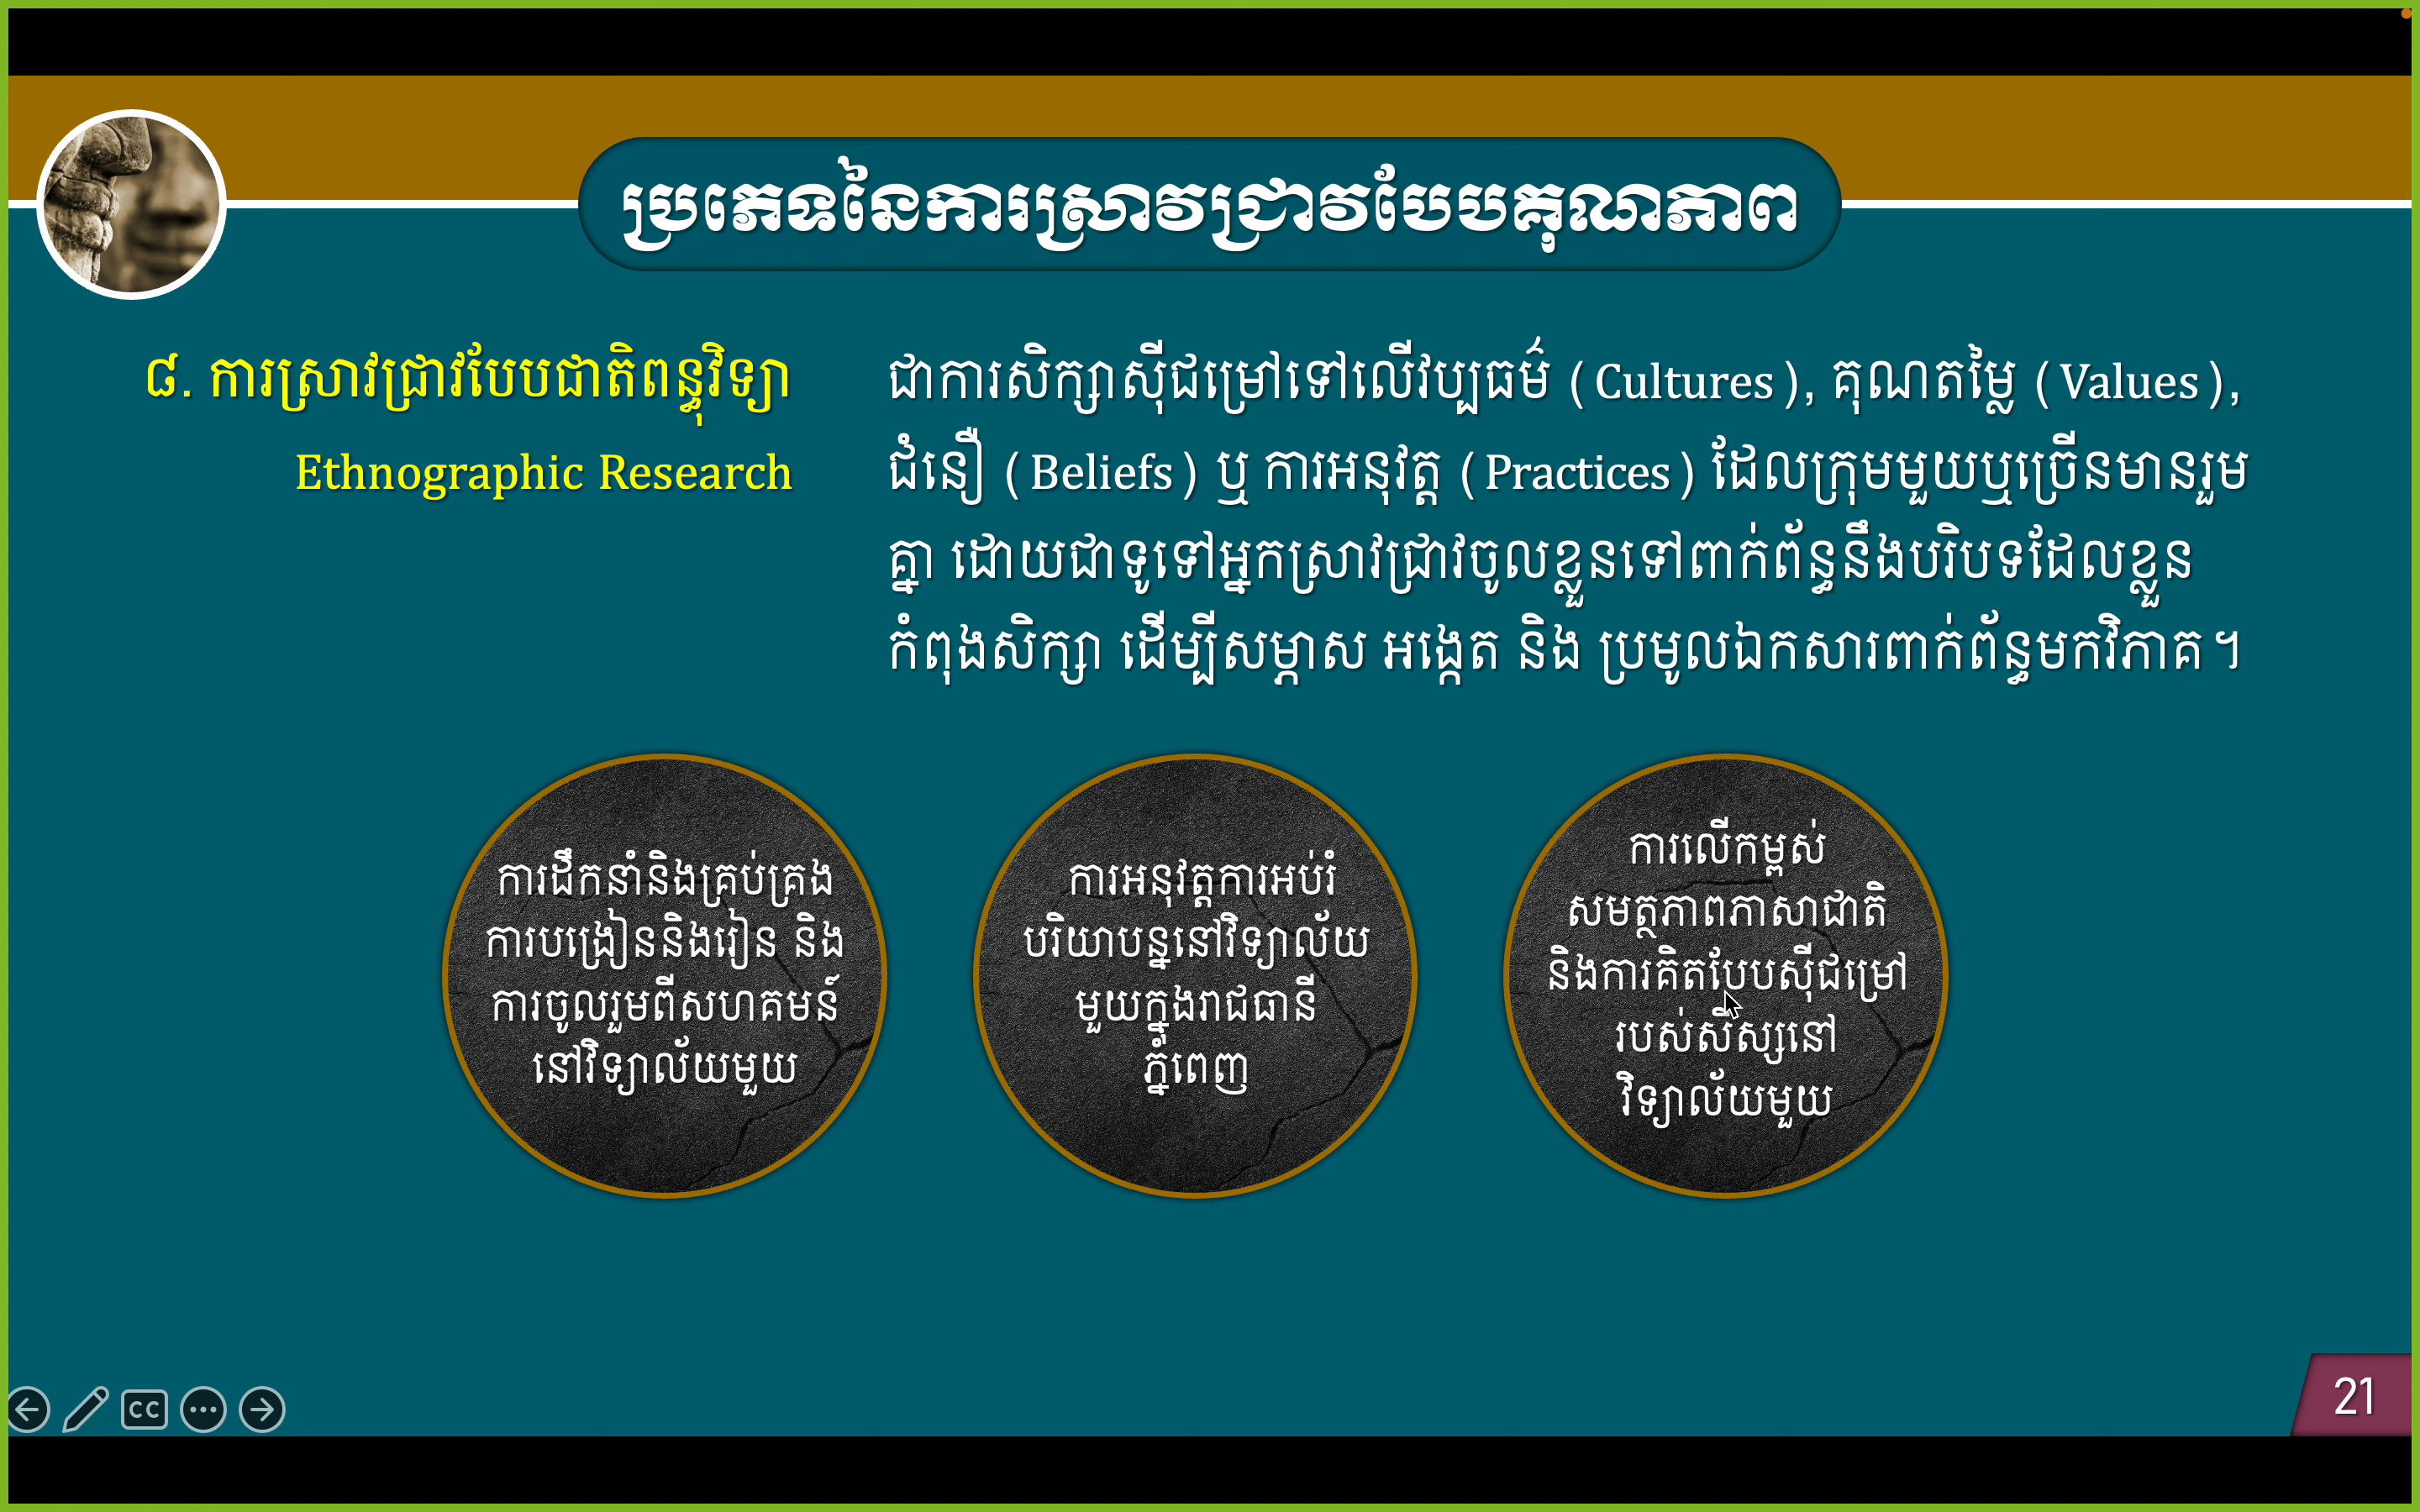 ប្រភេទនៃការស្រាវជ្រាវបែបគុណភាព
៨. ការស្រាវជ្រាវបែបជាតិពន្ធុវិទ្យា
Ethnographic Research
ជាការសិក្សាស៊ីជម្រៅទៅលើវប្បធម៌ (Cultures), គុណតម្លៃ (Values),
ជំនឿ (Beliefs) ឬ ការអនុវត្ត (Practices) ដែលក្រុមមួយឬច្រើនមានរួម
គ្នា ដោយជាទូទៅអ្នកស្រាវជ្រាវចូលខ្លួនទៅពាក់ព័ន្ធនឹងបរិបទដែលខ្លួន
កំពុងសិក្សា ដើម្បីសម្ភាស អង្កេត និង ប្រមូលឯកសារពាក់ព័ន្ធមកវិភាគ។
ការដឹកនាំនិងគ្រប់គ្រង
ការបង្រៀននិងរៀន និង
ការចូលរួមពីសហគមន៍
នៅវិទ្យាល័យមួយ
ការអនុវត្តការអប់រំ
បរិយាបន្ននៅវិទ្យាល័យ
មួយក្នុងរាជធានី
ភ្នំពេញ
ការលើកម្ពស់
សមត្ថភាពភាសាជាតិ
និងការគិតបែបស៊ីជម្រៅ
របស់សិស្សនៅ
វិទ្យាល័យមួយ
CC
21